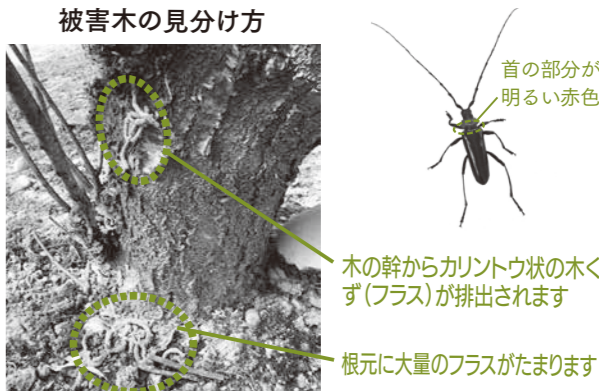 被害木の見分け方
首の部分が
明るい赤色
木の幹からカリントウ状の木く
ず（フラス）が排出されます
根元に大量のフラスがたまります